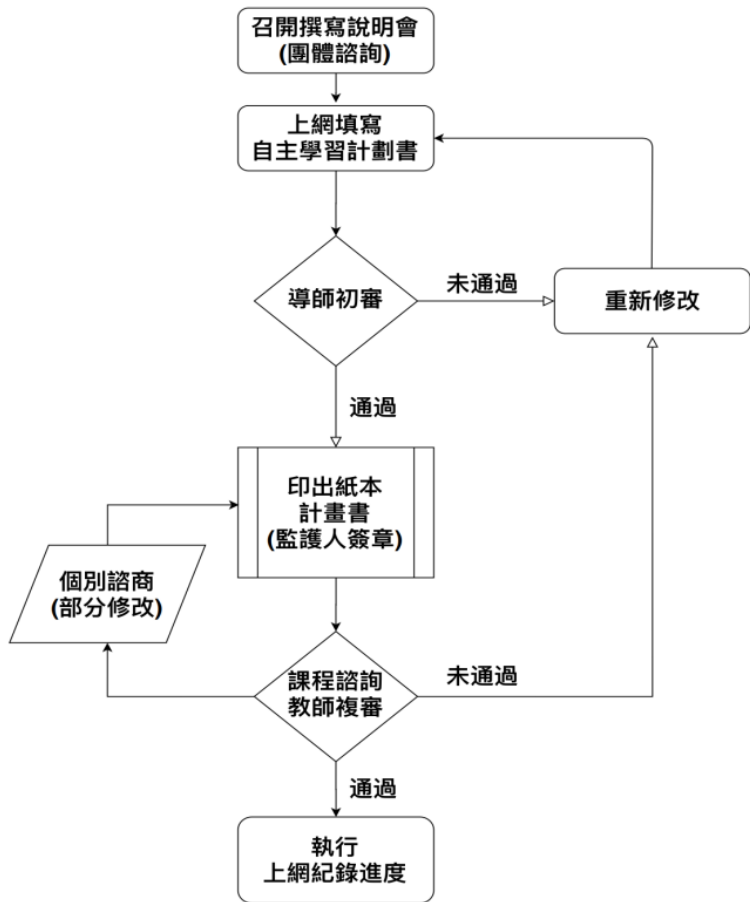 召開撰寫說明會
(團體諮詢)
上網填寫
自主學習計劃書
導師初審
未通過
重新修改
通過
印出紙本
計畫書
(監護人簽章)
個別諮商
(部分修改)
課程諮詢
教師複審
未通過
通過
執行
上網紀錄進度